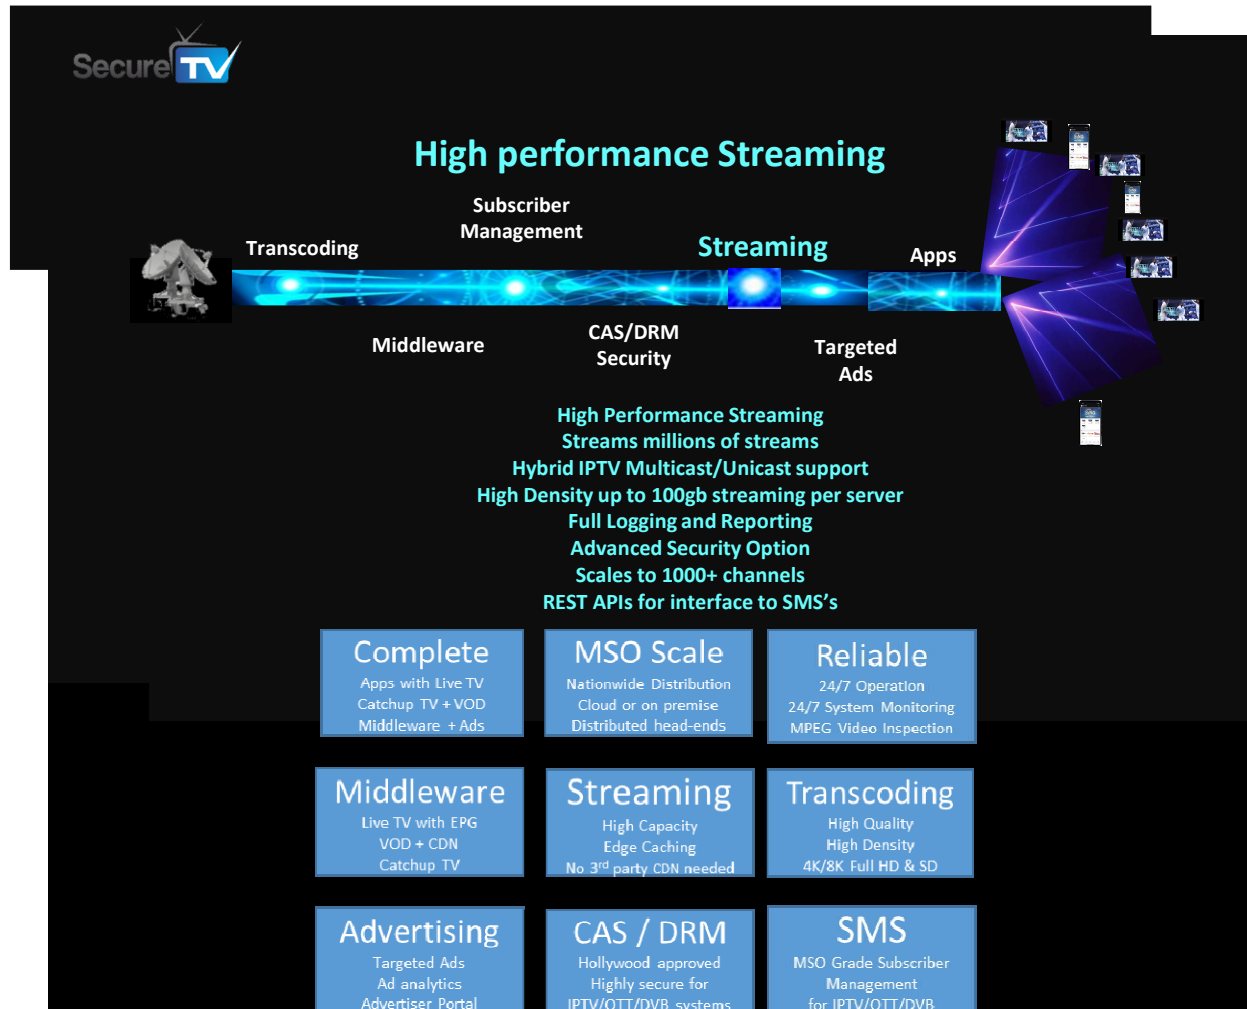 Secure TV
High performance Streaming
Subscriber
Management
Transcoding
Streaming
Apps
Middleware
CAS/DRM
Security
Targeted
Ads
High Performance Streaming
Streams millions of streams
Hybrid IPTV Multicast/Unicast support
High Density up to 100gb streaming per server
Full Logging and Reporting
Advanced Security Option
Scales to 1000+ channels
REST APIs for interface to SMS's
Complete
Apps with Live TV
Catchup TV + VOD
Middleware + Ads
MSO Scale
Nationwide Distribution
Cloud or on premise
Distributed head-ends
Reliable
24/7 Operation
24/7 System Monitoring
MPEG Video Inspection
Middleware
Live TV with EPG
VOD + CDN
Catchup TV
Streaming
High Capacity
Edge Caching
No 3rd party CDN needed
Transcoding
High Quality
High Density
4K/8K Full HD & SD
Advertising
Targeted Ads
Ad analytics
Advertiser Portal
CAS / DRM
Hollywood approved
Highly secure for
IPTV/OTT/DVB systems
SMS
MSO Grade Subscriber
Management
for IPTV/OTT/DVB